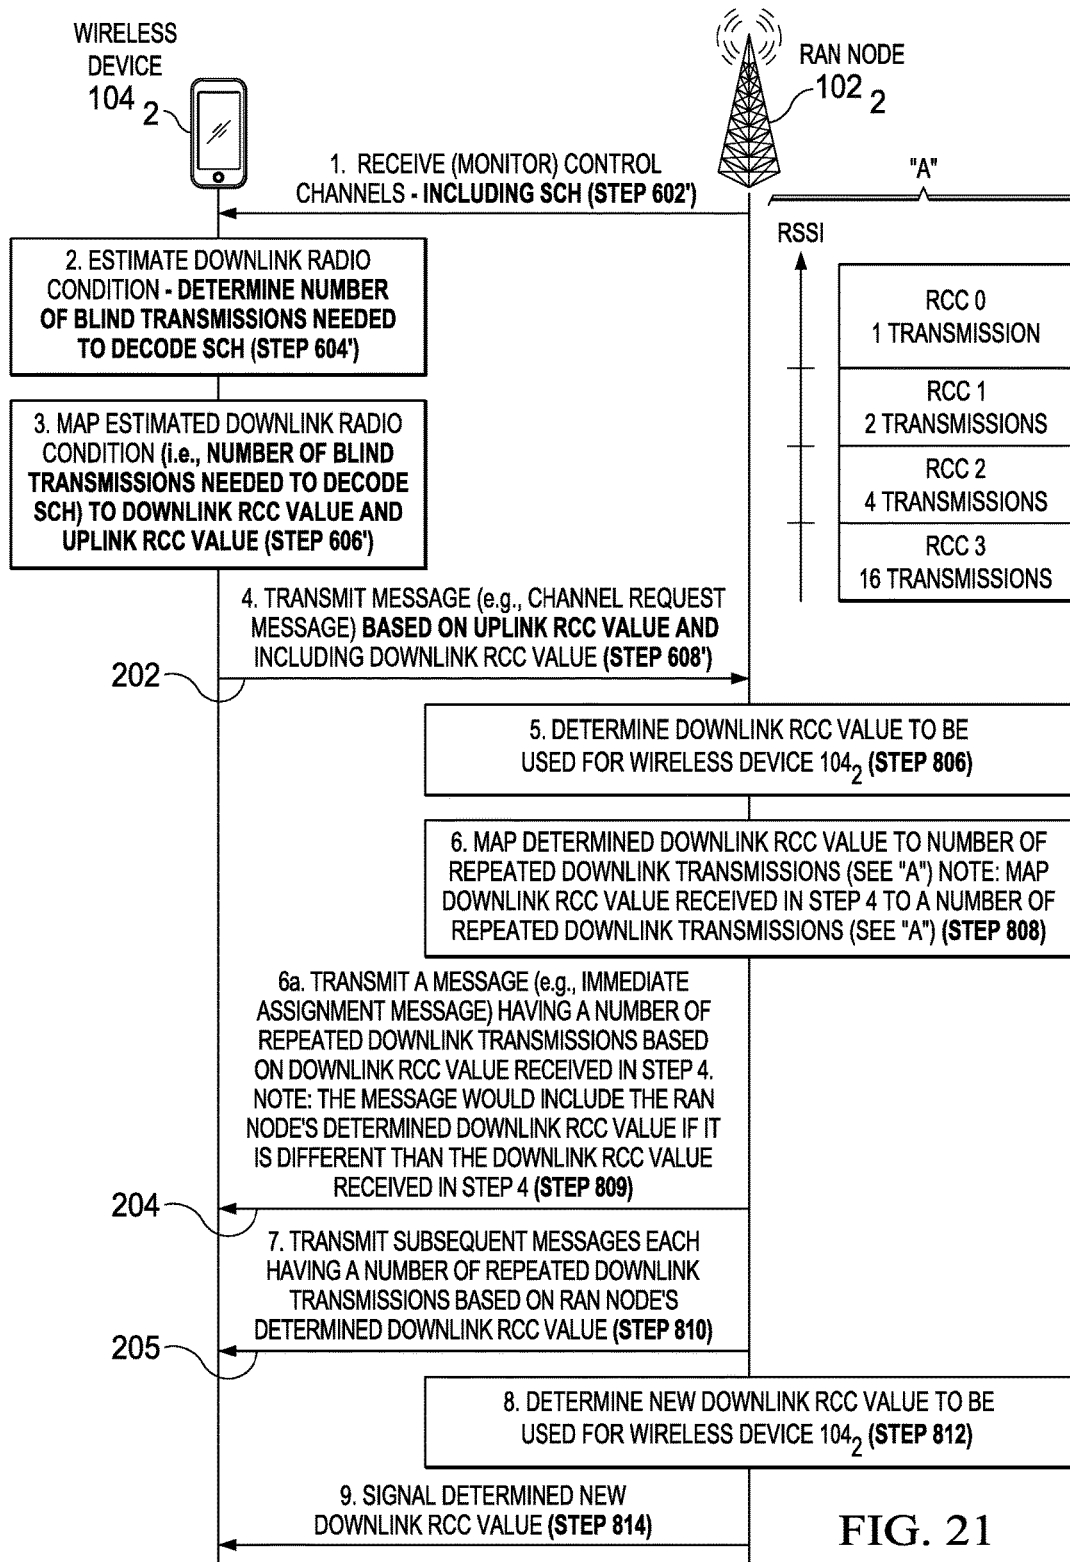 WIRELESS
DEVICE
104 2
RAN NODE
102 2
1. RECEIVE (MONITOR) CONTROL
CHANNELS - INCLUDING SCH (STEP 602')
"A"
RSSI
RCC 0
1 TRANSMISSION
RCC 1
2 TRANSMISSIONS
RCC 2
4 TRANSMISSIONS
RCC 3
16 TRANSMISSIONS
2. ESTIMATE DOWNLINK RADIO
CONDITION - DETERMINE NUMBER
OF BLIND TRANSMISSIONS NEEDED
TO DECODE SCH (STEP 604')
3. MAP ESTIMATED DOWNLINK RADIO
CONDITION (i.e., NUMBER OF BLIND
TRANSMISSIONS NEEDED TO DECODE
SCH) TO DOWNLINK RCC VALUE AND
UPLINK RCC VALUE (STEP 606')
4. TRANSMIT MESSAGE (e.g., CHANNEL REQUEST
MESSAGE) BASED ON UPLINK RCC VALUE AND
INCLUDING DOWNLINK RCC VALUE (STEP 608')
202
5. DETERMINE DOWNLINK RCC VALUE TO BE
USED FOR WIRELESS DEVICE 104₂ (STEP 806)
6. MAP DETERMINED DOWNLINK RCC VALUE TO NUMBER OF
REPEATED DOWNLINK TRANSMISSIONS (SEE "A") NOTE: MAP
DOWNLINK RCC VALUE RECEIVED IN STEP 4 TO A NUMBER OF
REPEATED DOWNLINK TRANSMISSIONS (SEE "A") (STEP 808)
6a. TRANSMIT A MESSAGE (e.g., IMMEDIATE
ASSIGNMENT MESSAGE) HAVING A NUMBER OF
REPEATED DOWNLINK TRANSMISSIONS BASED
ON DOWNLINK RCC VALUE RECEIVED IN STEP 4.
NOTE: THE MESSAGE WOULD INCLUDE THE RAN
NODE'S DETERMINED DOWNLINK RCC VALUE IF IT
IS DIFFERENT THAN THE DOWNLINK RCC VALUE
RECEIVED IN STEP 4 (STEP 809)
204
7. TRANSMIT SUBSEQUENT MESSAGES EACH
HAVING A NUMBER OF REPEATED DOWNLINK
TRANSMISSIONS BASED ON RAN NODE'S
DETERMINED DOWNLINK RCC VALUE (STEP 810)
205
8. DETERMINE NEW DOWNLINK RCC VALUE TO BE
USED FOR WIRELESS DEVICE 104₂ (STEP 812)
9. SIGNAL DETERMINED NEW
DOWNLINK RCC VALUE (STEP 814)
FIG. 21